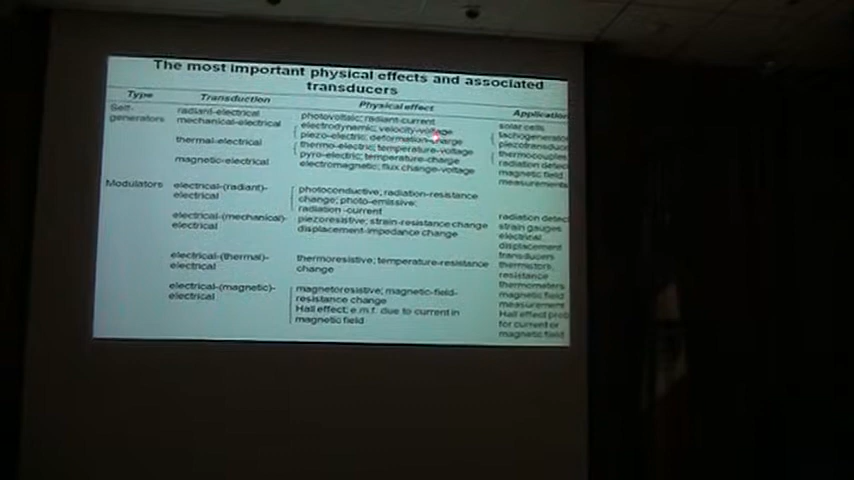 The most important physical effects and associated
transducers
Type Transduction Physical effect Application
Self- radiant-electrical photovoltaic; radiant-current solar cells
generators mechanical-electrical electrodynamic; velocity-voltage tachogenerator
piezo-electric; deformation-charge piezotransduc
thermal-electrical thermo-electric; temperature-voltage thermocouples
pyro-electric; temperature-charge radiation detec
magnetic-electrical electromagnetic; flux change-voltage magnetic field
measurements
Modulators electrical-(radiant)- photoconductive; radiation-resistance
electrical change; photo-emissive;
radiation-current radiation detec
electrical-(mechanical)- piezoresistive; strain-resistance change strain gauges
electrical displacement-impedance change electrical
displacement
transducers
electrical-(thermal)- thermoresistive; temperature-resistance thermistors,
electrical change resistance
thermometers
electrical-(magnetic)- magnetoresistive; magnetic-field- magnetic field
electrical resistance change measurement
Hall effect; e.m.f. due to current in Hall effect pro
magnetic field for current or
magnetic field